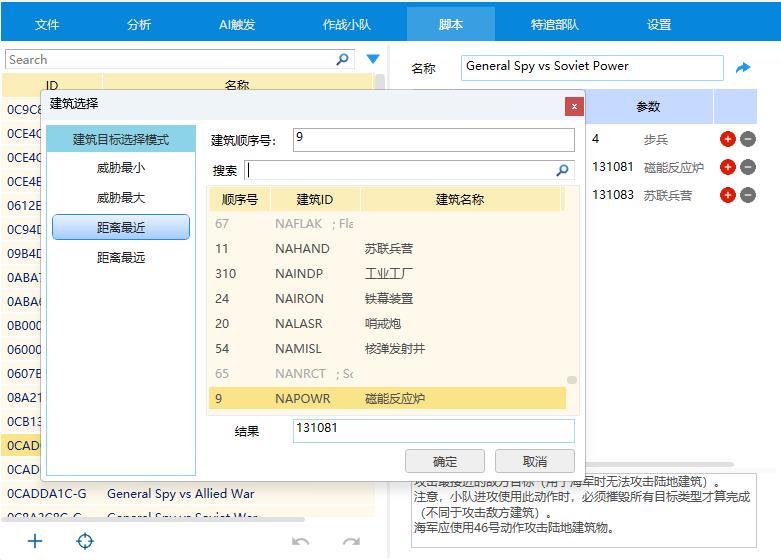 文件 分析 AI触发 作战小队 脚本 特遣部队 设置
Search
名称 General Spy vs Soviet Power
ID 名称
参数
建筑选择
x
0C9C8
0CE4C
0CE4C
0CE4E
0612E
0C94D
09B4D
0ABA7
0ABA6
0B000
06000
0607B
08A21
0CB13
0CAD
0CAD
建筑目标选择模式
威胁最小
威胁最大
距离最近
距离最远
建筑顺序号: 9
搜索
顺序号 建筑ID 建筑名称
67 NAFLAK ; Fla
11 NAHAND 苏联兵营
310 NAINDP 工业工厂
24 NAIRON 铁幕装置
20 NALASR 哨戒炮
54 NAMISL 核弹发射井
65 NANRCT ; Sc
9 NAPOWR 磁能反应炉
结果 131081
确定 取消
4 步兵
131081 磁能反应炉
131083 苏联兵营
0CADDA1C-G General Spy vs Allied War
0C8A3C8C-G General Spy vs Soviet War
攻击最接近的敌方目标（用于海军时无法攻击陆地建筑）。
注意，小队进攻使用此动作时，必须摧毁所有目标类型才算完成
（不同于攻击敌方建筑）。
海军应使用46号动作攻击陆地建筑物。